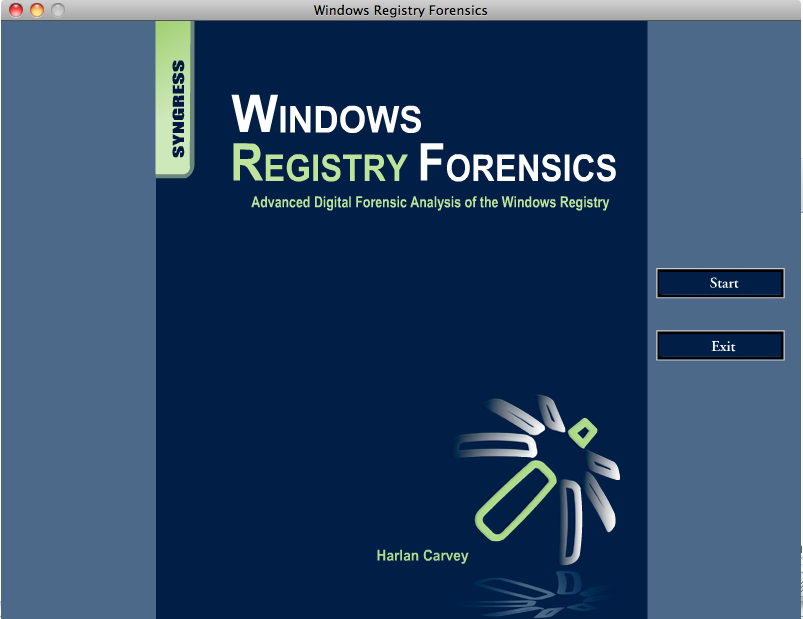 Windows Registry Forensics
SYNGRESS
WINDOWS
REGISTRY FORENSICS
Advanced Digital Forensic Analysis of the Windows Registry
Start
Exit
Harlan Carvey